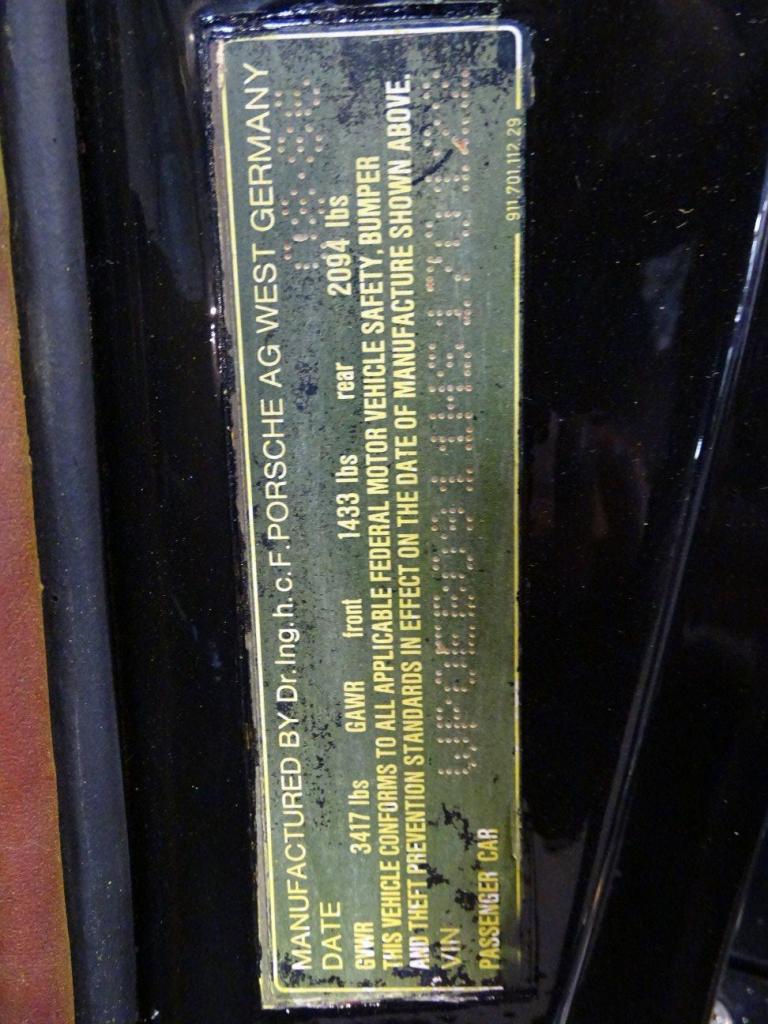 MANUFACTURED BY Dr.Ing.h.c.F.PORSCHE AG WEST GERMANY
DATE
GVWR 3417 lbs GAWR front 1433 lbs rear 2094 lbs
THIS VEHICLE CONFORMS TO ALL APPLICABLE FEDERAL MOTOR VEHICLE SAFETY, BUMPER
AND THEFT PREVENTION STANDARDS IN EFFECT ON THE DATE OF MANUFACTURE SHOWN ABOVE.
VIN WP0EB0911HS170122
PASSENGER CAR 911.701.112.29